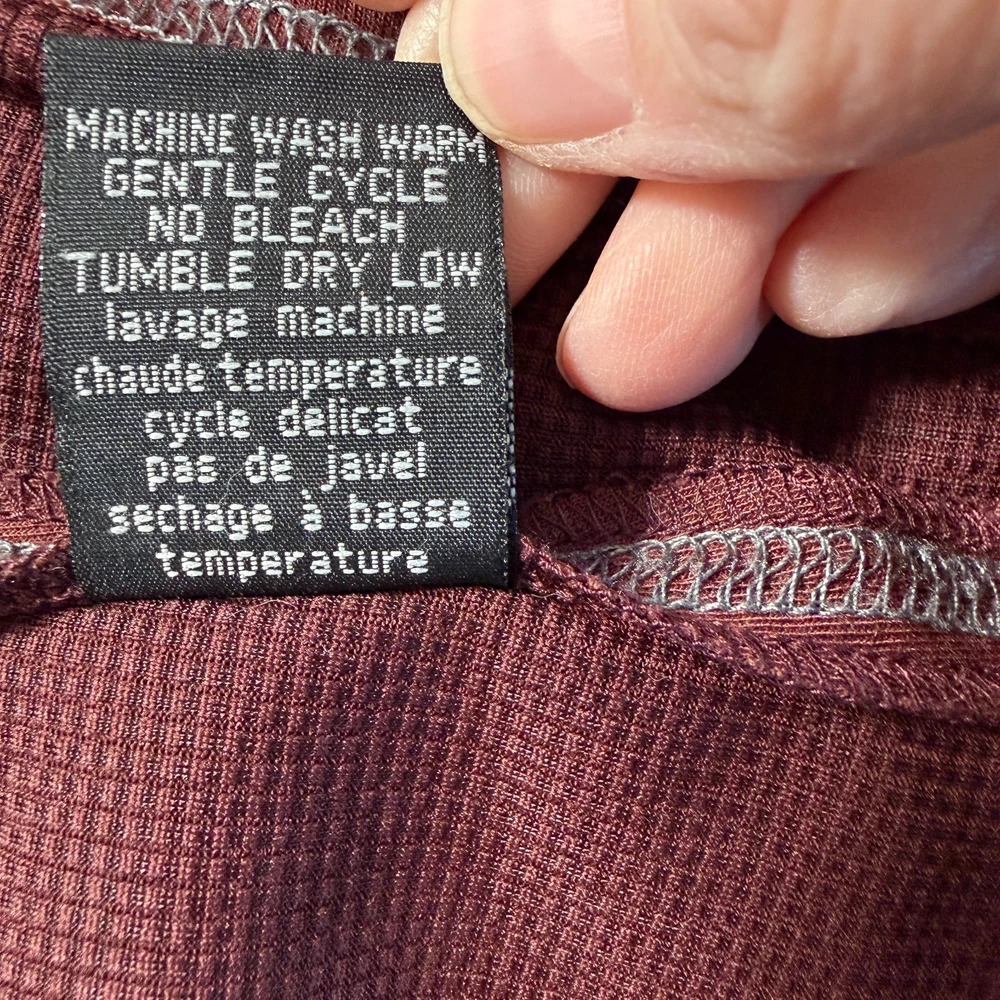 MACHINE WASH WARM
GENTLE CYCLE
NO BLEACH
TUMBLE DRY LOW
lavage machine
chaude temperature
cycle delicat
pas de javel
sechage à basse
temperature